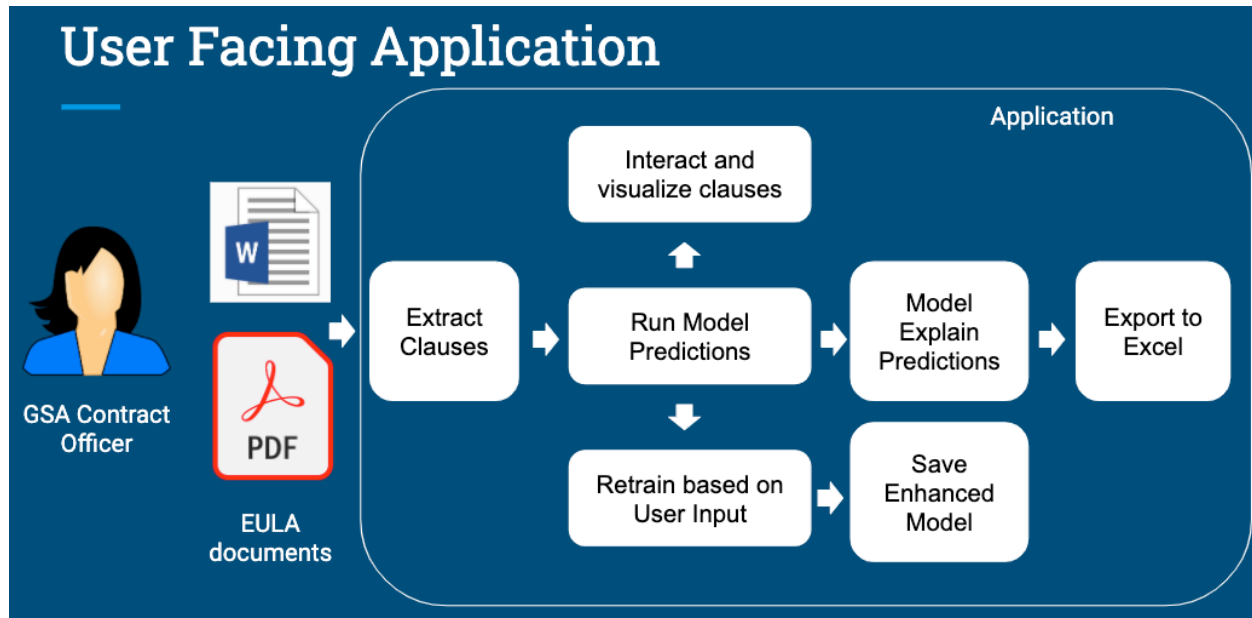 User Facing Application
Application
Interact and
visualize clauses
W
PDF
GSA Contract
Officer
EULA
documents
Extract
Clauses
Run Model
Predictions
Model
Explain
Predictions
Export to
Excel
Retrain based on
User Input
Save
Enhanced
Model